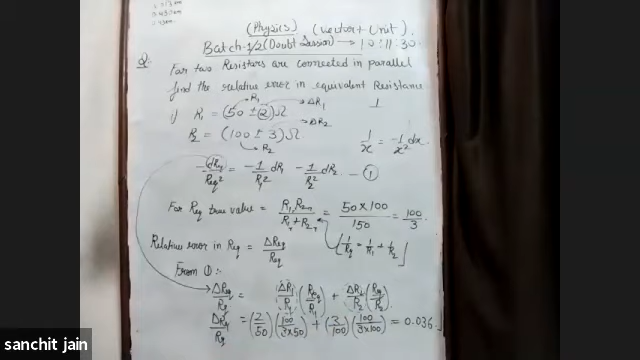 (Physics) (Vector + Unit).
Batch-1/2 (Doubt Session) → 10:11:30.
Q: For two Resistors are connected in parallel
find the relative error in equivalent Resistance
if R₁ = (50 ± 2) Ω → R₁ → ΔR₁
R₂ = (100 ± 3) Ω → ΔR₂
→ R₂
1/x = -1/x² dx.
-dReq/Req² = -1/R₁² dR₁ - 1/R₂² dR₂ - ①
For Req true value = R₁R₂/R₁+R₂ = 50×100/150 = 100/3
Relative error in Req = ΔReq/Req [1/Req = 1/R₁ + 1/R₂]
From ① :-
ΔReq/Req = ΔR₁/R₁ (Req/R₁) + ΔR₂/R₂ (Req/R₂).
ΔReq/Req = (2/50)(100/3×50) + (3/100)(100/3×100) = 0.036
sanchit jain